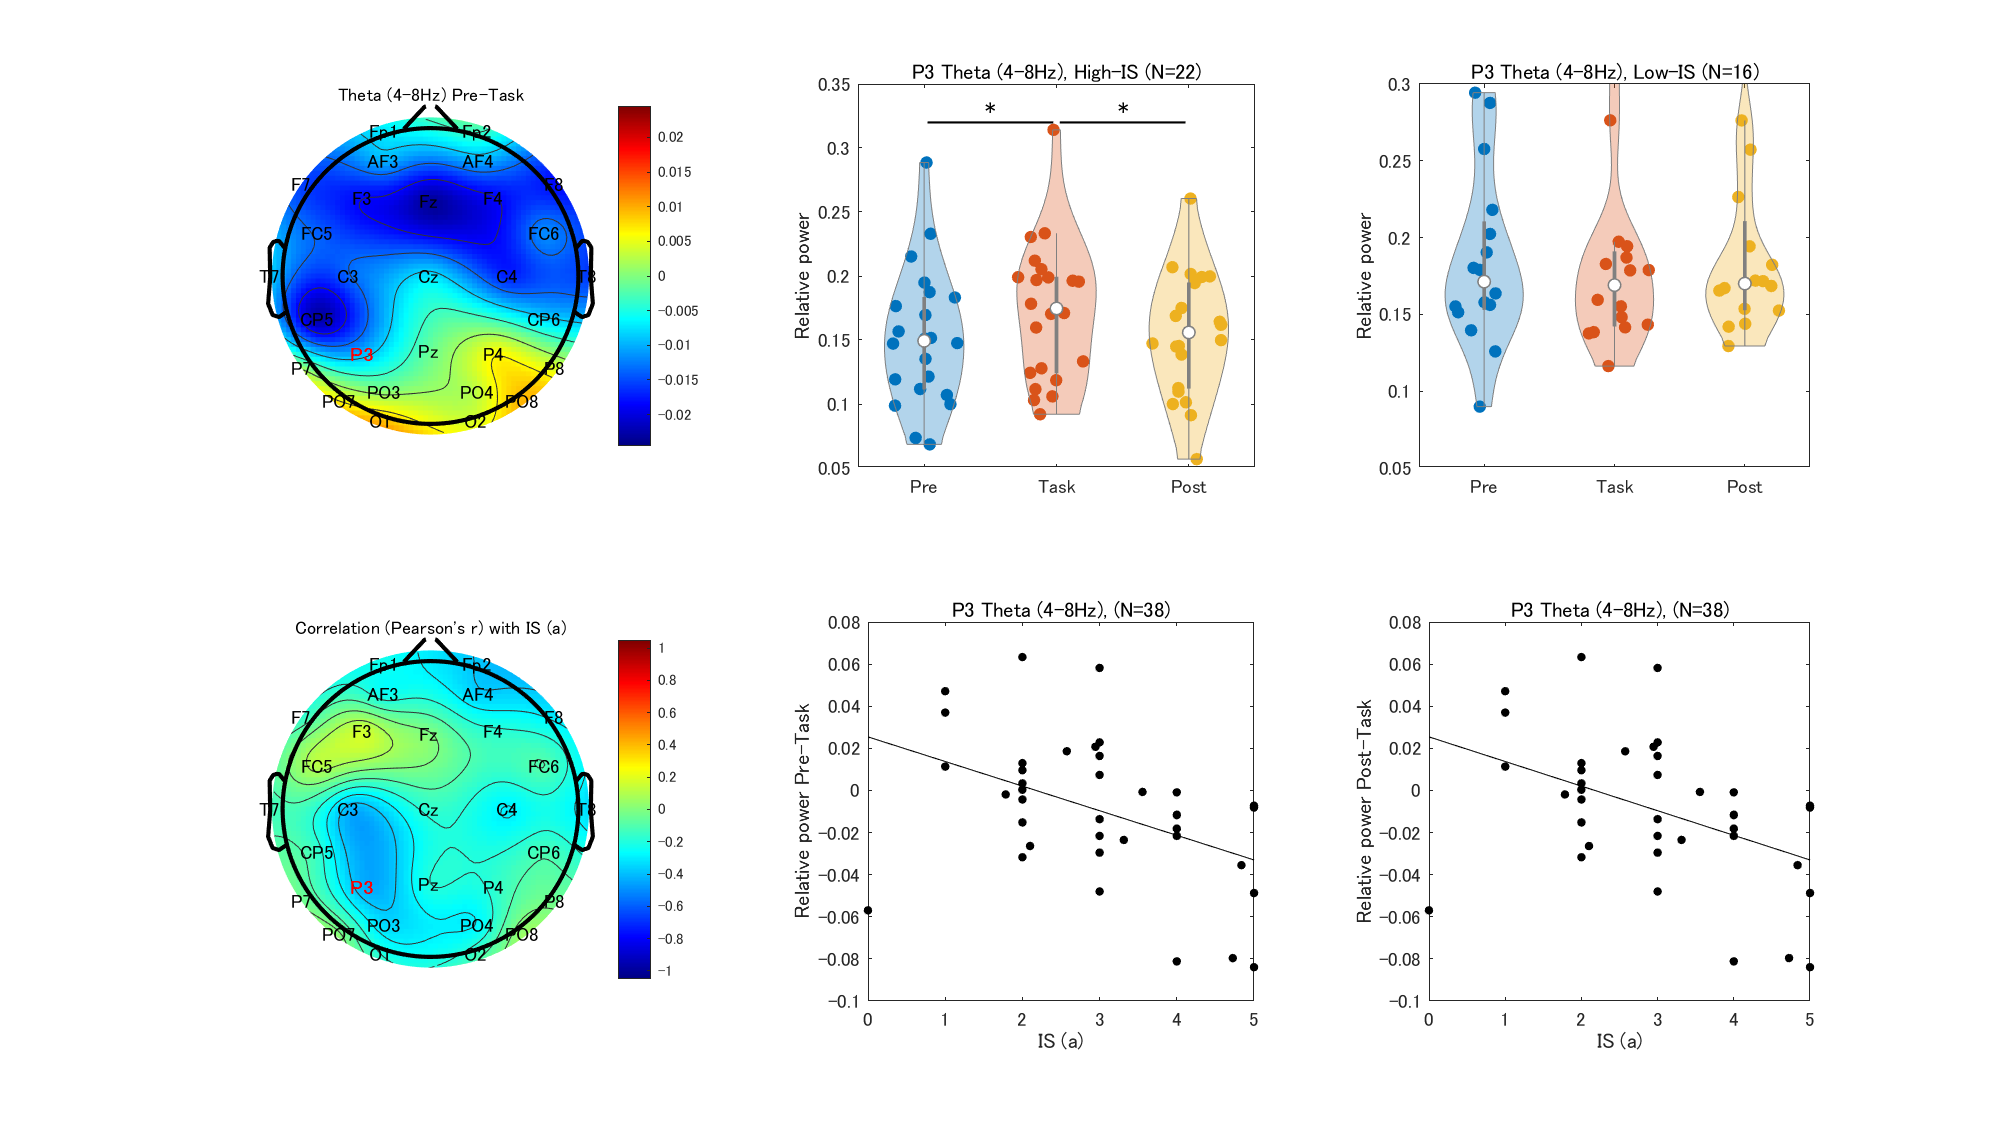 Theta (4-8Hz) Pre-Task
Fp1 Fp2
AF3 AF4
F7 F8
F3 Fz F4
FC5 FC6
T7 C3 Cz C4 T8
CP5 CP6
P3 Pz P4
P7 P8
PO3 PO4
PO7 PO8
O1 O2
0.02
0.015
0.01
0.005
0
-0.005
-0.01
-0.015
-0.02
P3 Theta (4-8Hz), High-IS (N=22)
Relative power
0.35
0.3
0.25
0.2
0.15
0.1
0.05
* *
Pre Task Post
P3 Theta (4-8Hz), Low-IS (N=16)
Relative power
0.3
0.25
0.2
0.15
0.1
0.05
Pre Task Post
Correlation (Pearson's r) with IS (a)
Fp1 Fp2
AF3 AF4
F7 F8
F3 Fz F4
FC5 FC6
T7 C3 Cz C4 T8
CP5 CP6
P3 Pz P4
P7 P8
PO3 PO4
PO7 PO8
O1 O2
1
0.8
0.6
0.4
0.2
0
-0.2
-0.4
-0.6
-0.8
-1
P3 Theta (4-8Hz), (N=38)
Relative power Pre-Task
0.08
0.06
0.04
0.02
0
-0.02
-0.04
-0.06
-0.08
-0.1
0 1 2 3 4 5
IS (a)
P3 Theta (4-8Hz), (N=38)
Relative power Post-Task
0.08
0.06
0.04
0.02
0
-0.02
-0.04
-0.06
-0.08
-0.1
0 1 2 3 4 5
IS (a)